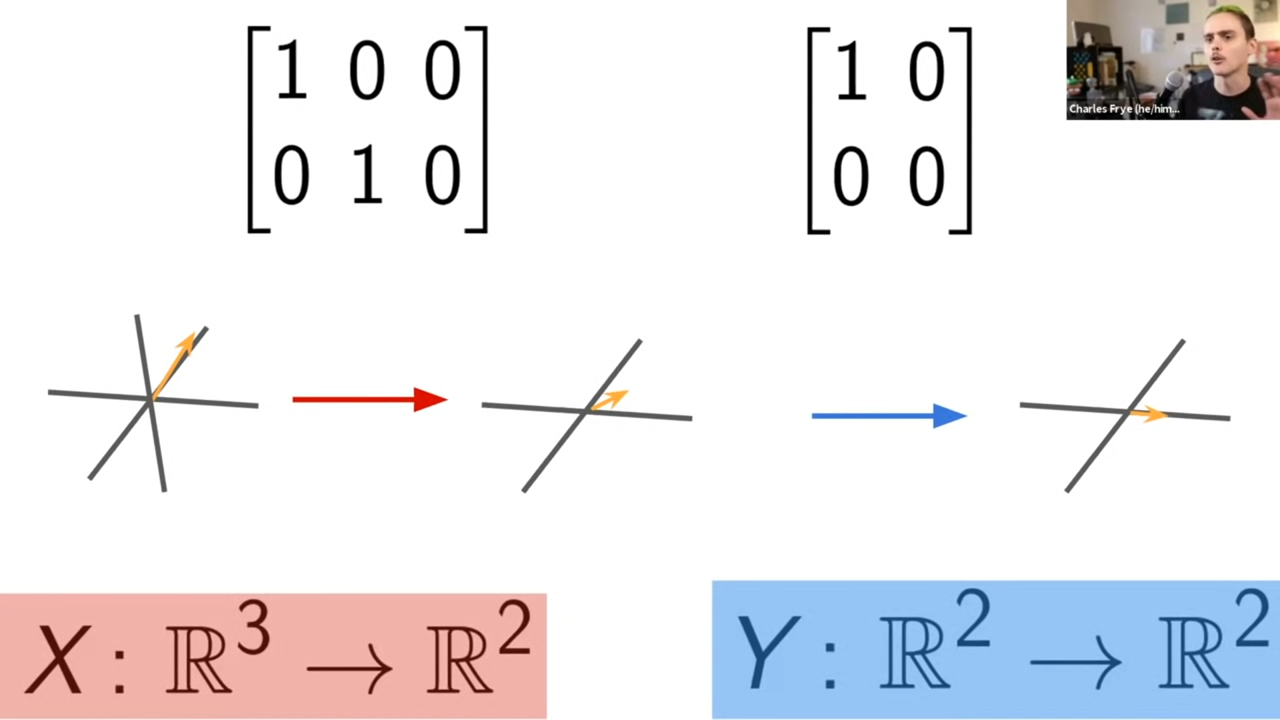 1 0 0
0 1 0
1 0
0 0
Charles Frye (he/him...
X : ℝ³ → ℝ²
Y : ℝ² → ℝ²